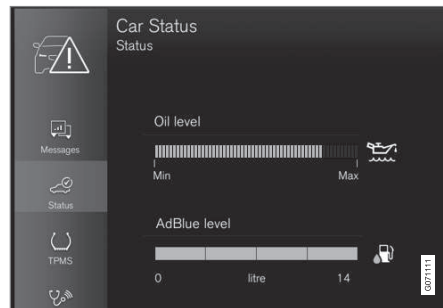 Car Status
Status
Messages
Status
TPMS
Oil level
Min Max
AdBlue level
0 litre 14
G071111